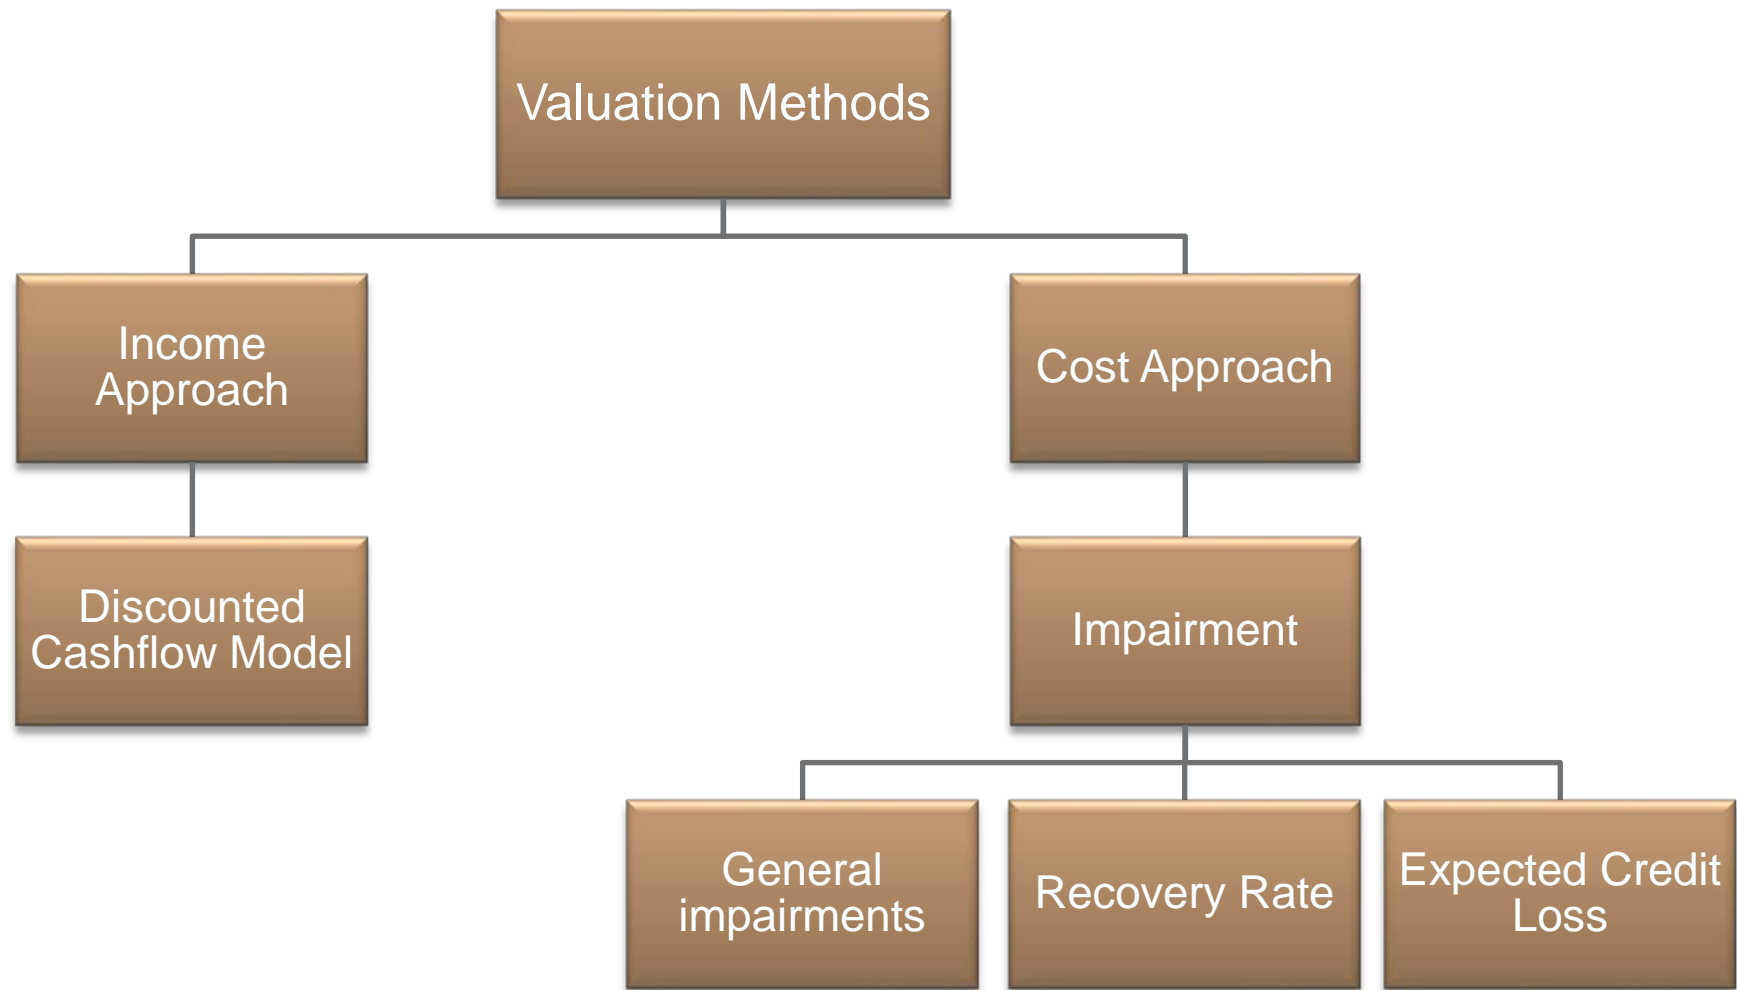 Valuation Methods
Income
Approach
Cost Approach
Discounted
Cashflow Model
Impairment
General
impairments
Recovery Rate
Expected Credit
Loss